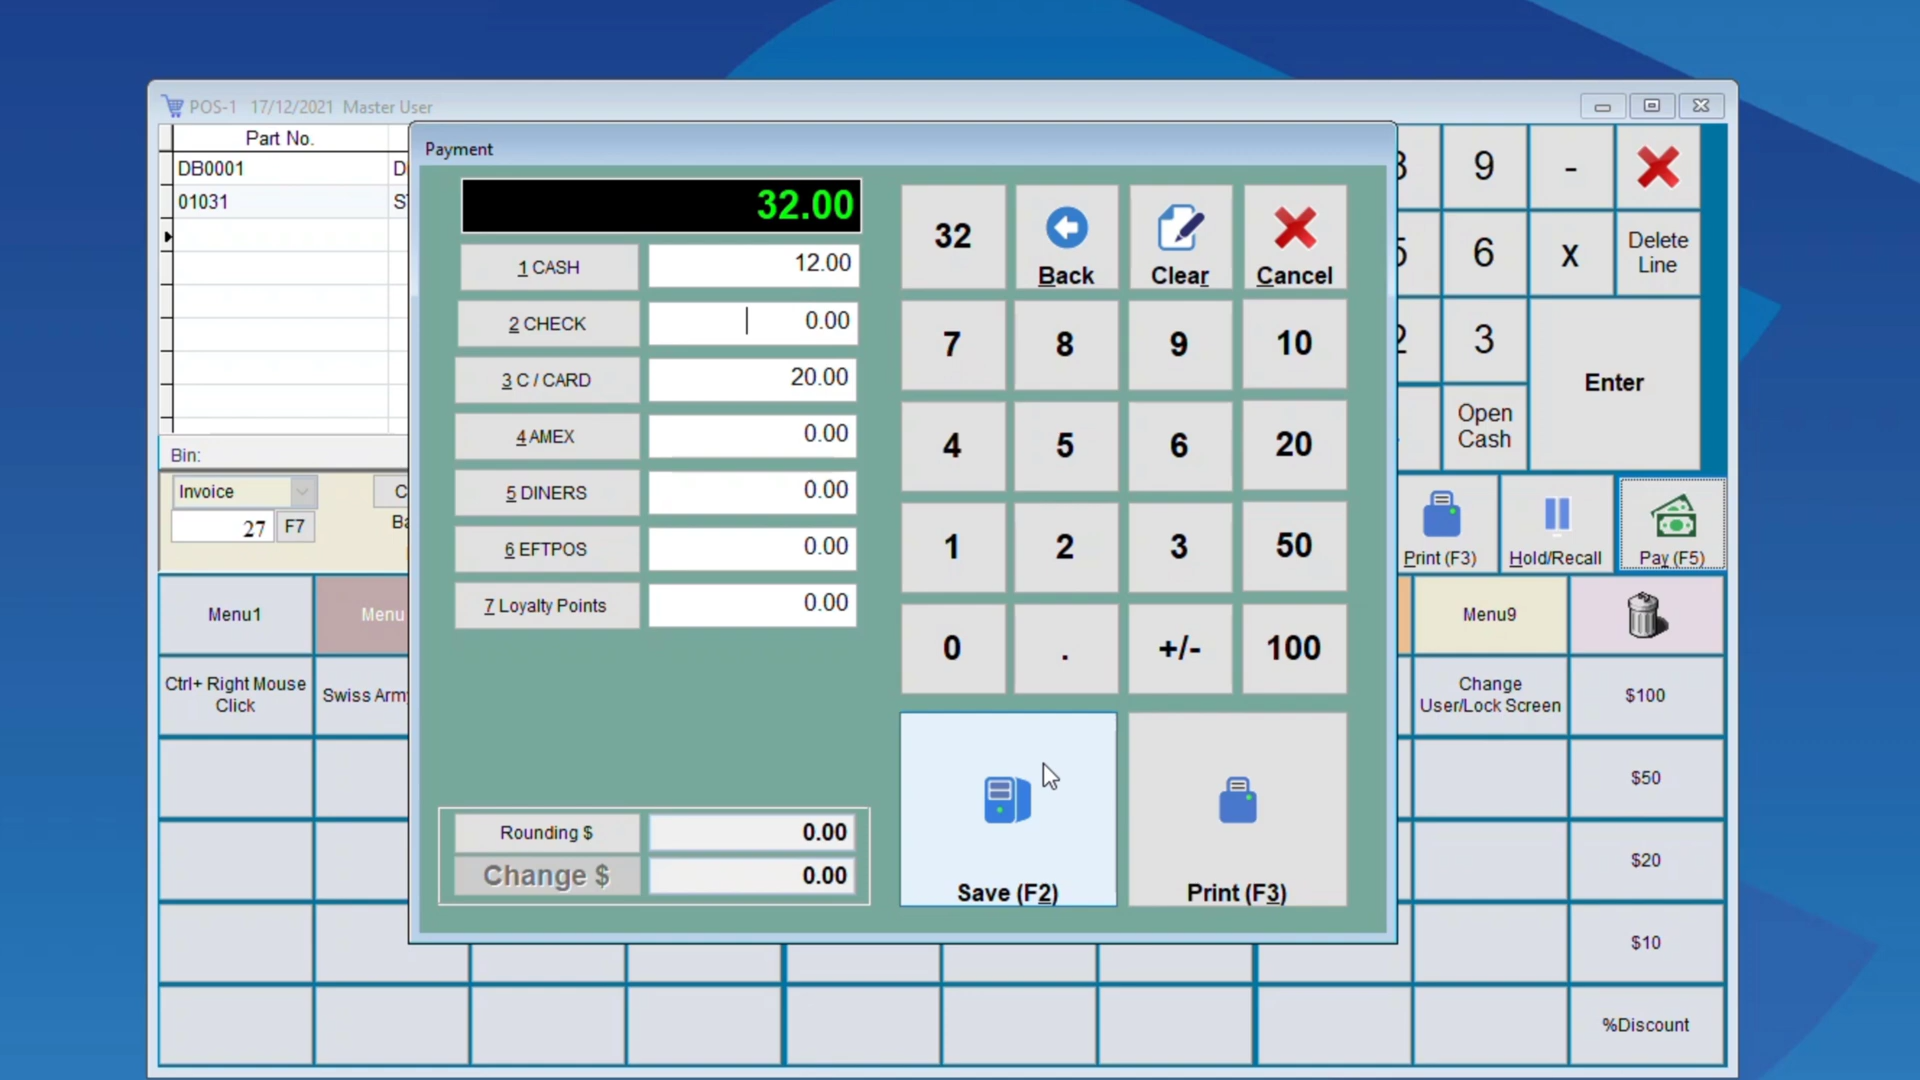 POS-1 17/12/2021 Master User
Part No.
DB0001
01031
Bin:
Invoice
27 F7
Payment
32.00
1 CASH 12.00
2 CHECK 0.00
3 C / CARD 20.00
4 AMEX 0.00
5 DINERS 0.00
6 EFTPOS 0.00
7 Loyalty Points 0.00
Rounding $ 0.00
Change $ 0.00
32 Back Clear Cancel
7 8 9 10
4 5 6 20
1 2 3 50
0 . +/- 100
Save (F2) Print (F3)
9 -
6 X Delete
Line
3 Enter
Open
Cash
Print (F3) Hold/Recall Pay (F5)
Menu1 Menu Menu9
Ctrl+ Right Mouse
Click
Swiss Arm
Change
User/Lock Screen
$100
$50
$20
$10
%Discount